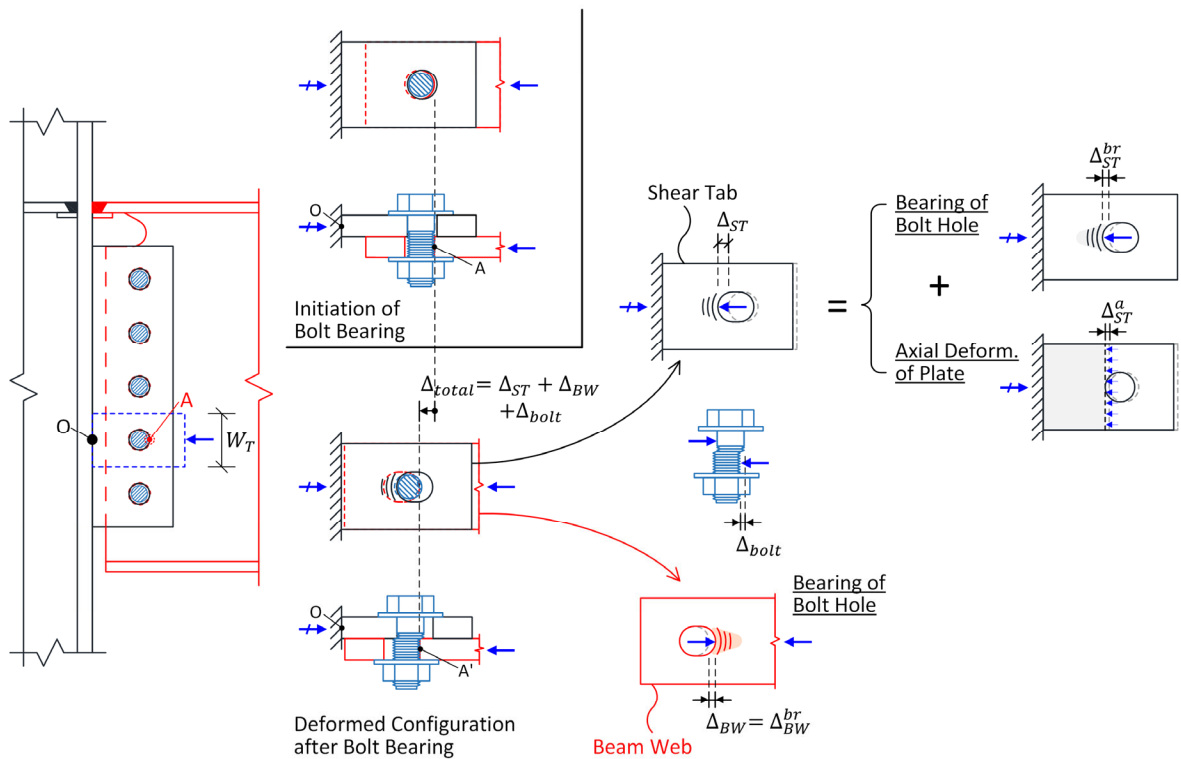 O
A
W_T
O
A
Initiation of
Bolt Bearing
Δ_total = Δ_ST + Δ_BW
+Δ_bolt
O
A'
Deformed Configuration
after Bolt Bearing
Shear Tab
Δ_ST
=
Bearing of
Bolt Hole
+
Axial Deform.
of Plate
Δ_ST^br
Δ_ST^a
Δ_bolt
Bearing of
Bolt Hole
Δ_BW = Δ_BW^br
Beam Web